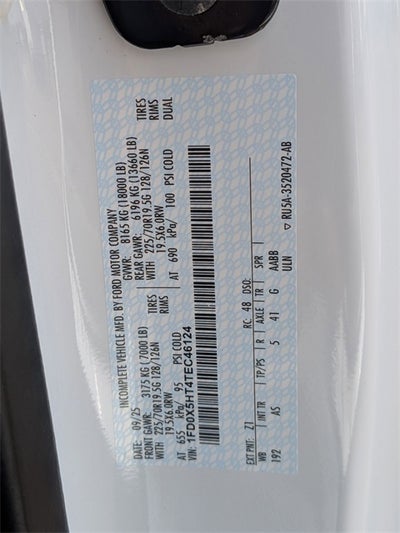 INCOMPLETE VEHICLE MFD. BY FORD MOTOR COMPANY
DATE: 09/25 GVWR: 8165 KG (18000 LB)
FRONT GAWR: 3175 KG (7000 LB) REAR GAWR: 6196 KG (13660 LB)
WITH 225/70R19.5G 128/126N TIRES WITH 225/70R19.5G 128/126N TIRES
19.5X6.0RW RIMS 19.5X6.0RW RIMS
AT 655 kPa/ 95 PSI COLD AT 690 kPa/ 100 PSI COLD DUAL
VIN: 1FD0X5HT4TEC46124
EXT PNT: Z1 RC: 48 DSO:
WB INT TR TP/PS R AXLE TR SPR
192 AS 5 41 G AABB
ULN
▽ RU5A-3520472-AB